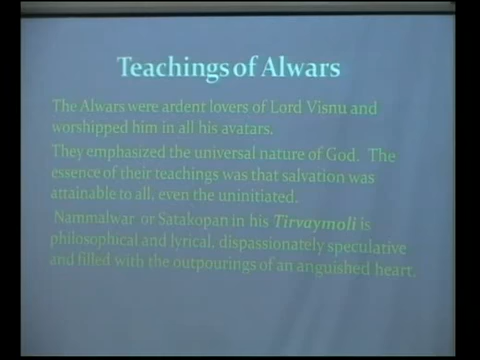 Teachings of Alwars
The Alwars were ardent lovers of Lord Visnu and
worshipped him in all his avatars.
They emphasized the universal nature of God. The
essence of their teachings was that salvation was
attainable to all, even the uninitiated.
Nammalwar or Satakopan in his Tirvaymoli is
philosophical and lyrical, dispassionately speculative
and filled with the outpourings of an anguished heart.